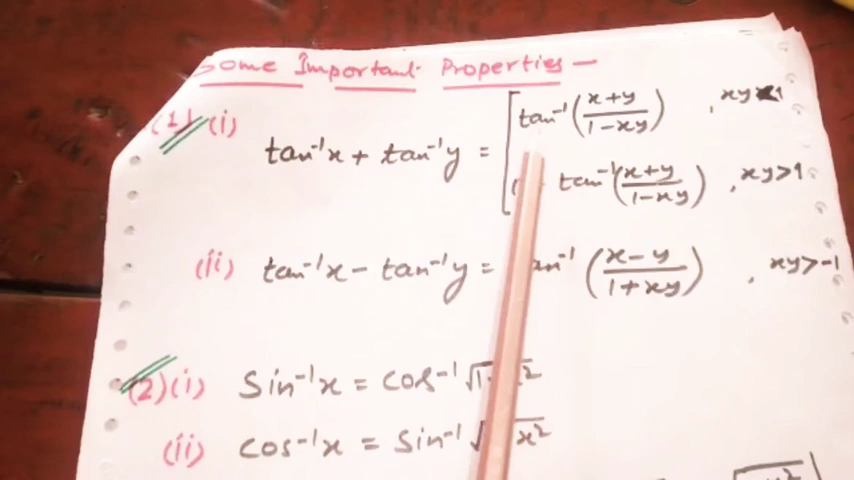 Some Important Properties —
(1) (i) tan⁻¹x + tan⁻¹y = [ tan⁻¹((x+y)/(1-xy)) , xy<1
tan⁻¹((x+y)/(1-xy)) , xy>1
(ii) tan⁻¹x - tan⁻¹y = tan⁻¹((x-y)/(1+xy)) , xy>-1
(2) (i) Sin⁻¹x = Cos⁻¹√
(ii) Cos⁻¹x = Sin⁻¹√